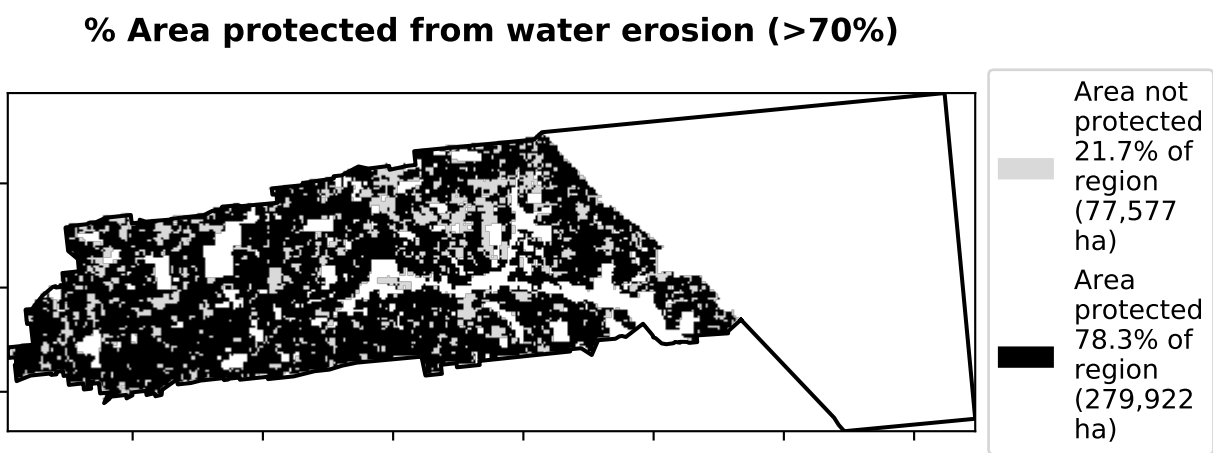 % Area protected from water erosion (>70%)
Area not
protected
21.7% of
region
(77,577
ha)
Area
protected
78.3% of
region
(279,922
ha)